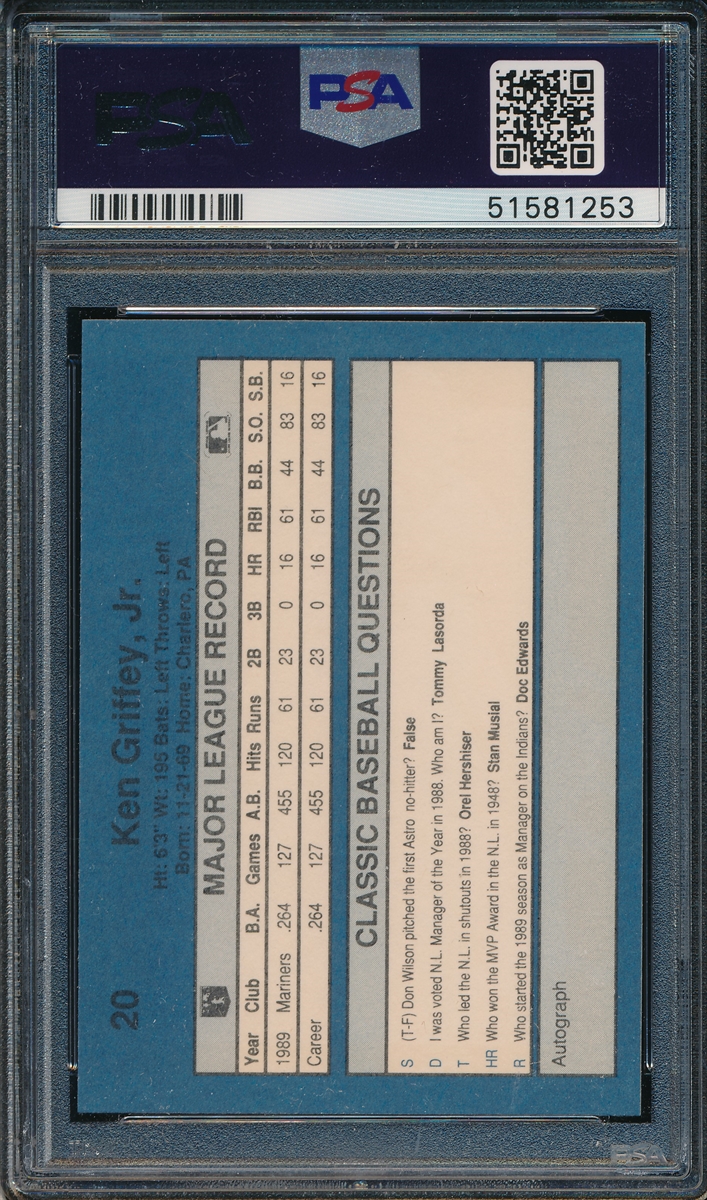 PSA
PSA
51581253
20 Ken Griffey, Jr.
Ht: 6'3" Wt: 195 Bats: Left Throws: Left
Born: 11-21-69 Home: Charlero, PA
MAJOR LEAGUE RECORD
Year Club B.A. Games A.B. Hits Runs 2B 3B HR RBI B.B. S.O. S.B.
1989 Mariners .264 127 455 120 61 23 0 16 61 44 83 16
Career .264 127 455 120 61 23 0 16 61 44 83 16
CLASSIC BASEBALL QUESTIONS
S (T-F) Don Wilson pitched the first Astro no-hitter? False
D I was voted N.L. Manager of the Year in 1988. Who am I? Tommy Lasorda
T Who led the N.L. in shutouts in 1988? Orel Hershiser
HR Who won the MVP Award in the N.L. in 1948? Stan Musial
R Who started the 1989 season as Manager on the Indians? Doc Edwards
Autograph
PSA